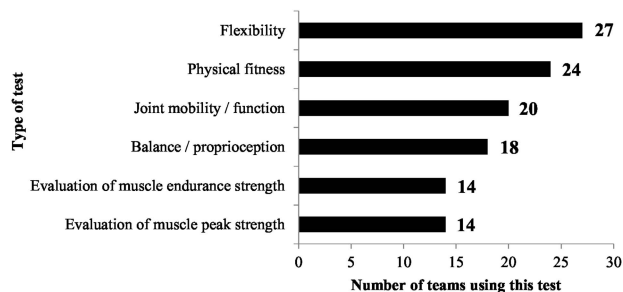 Type of test
Flexibility 27
Physical fitness 24
Joint mobility / function 20
Balance / proprioception 18
Evaluation of muscle endurance strength 14
Evaluation of muscle peak strength 14
0 5 10 15 20 25 30
Number of teams using this test